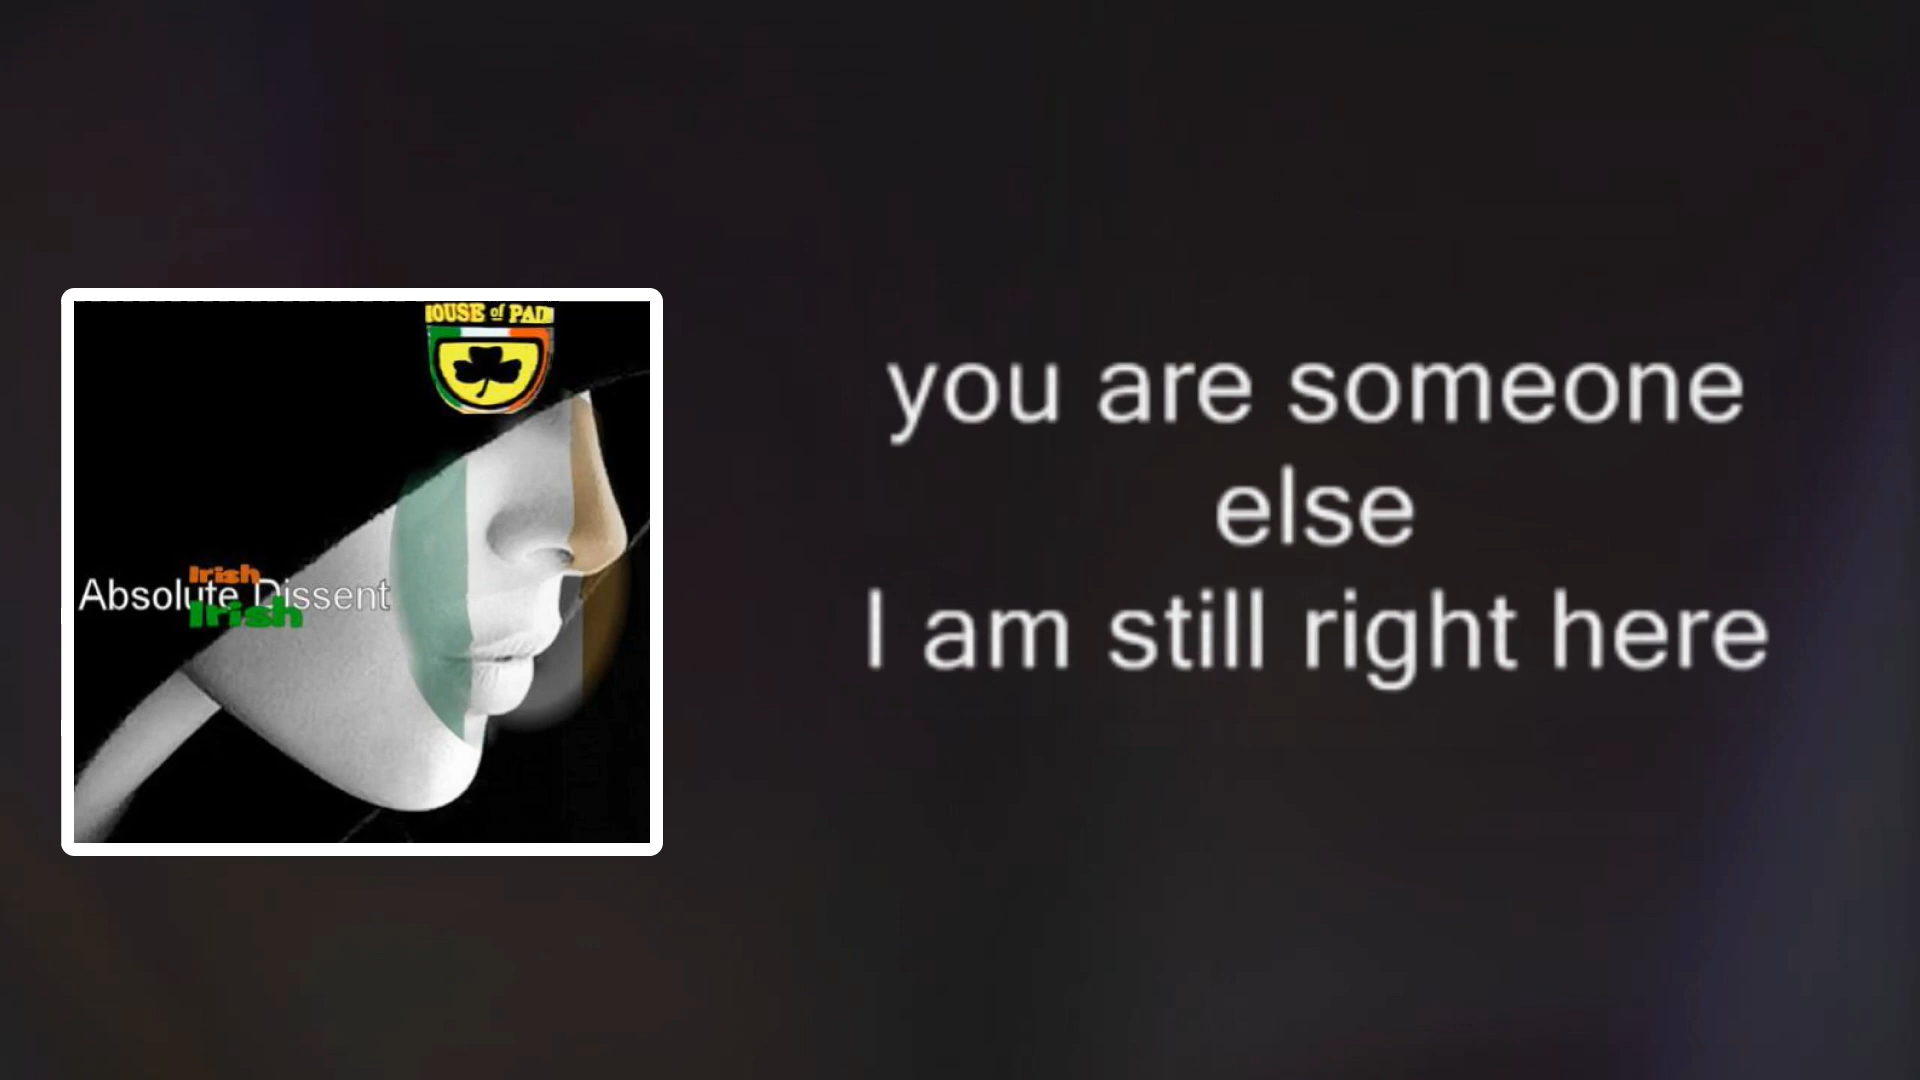 HOUSE of PAIN
Irish
Absolute Dissent
Irish
you are someone
else
I am still right here